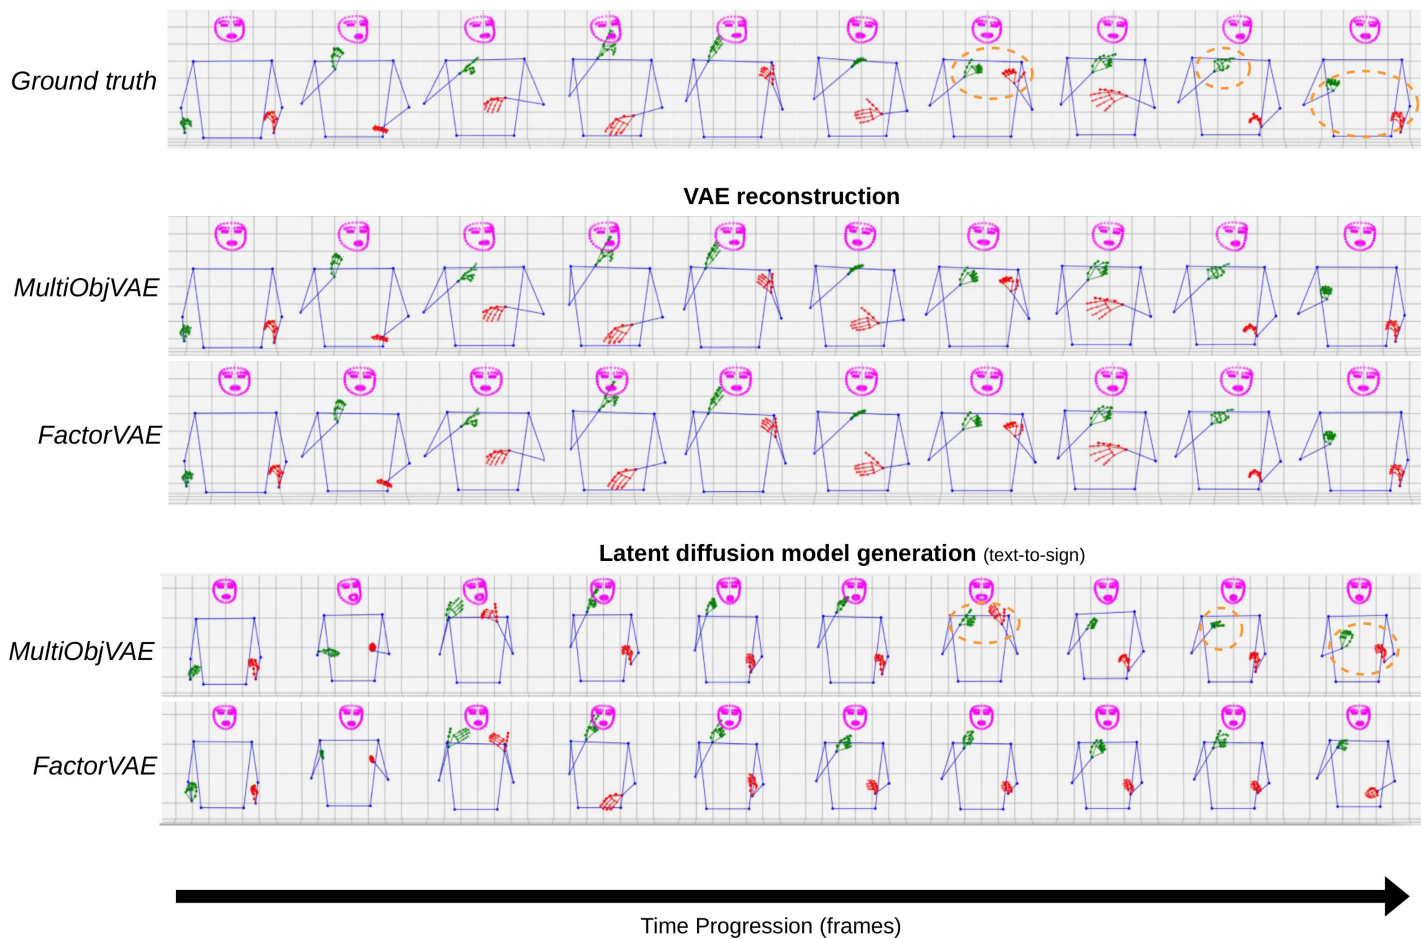 Ground truth
VAE reconstruction
MultiObjVAE
FactorVAE
Latent diffusion model generation (text-to-sign)
MultiObjVAE
FactorVAE
Time Progression (frames)